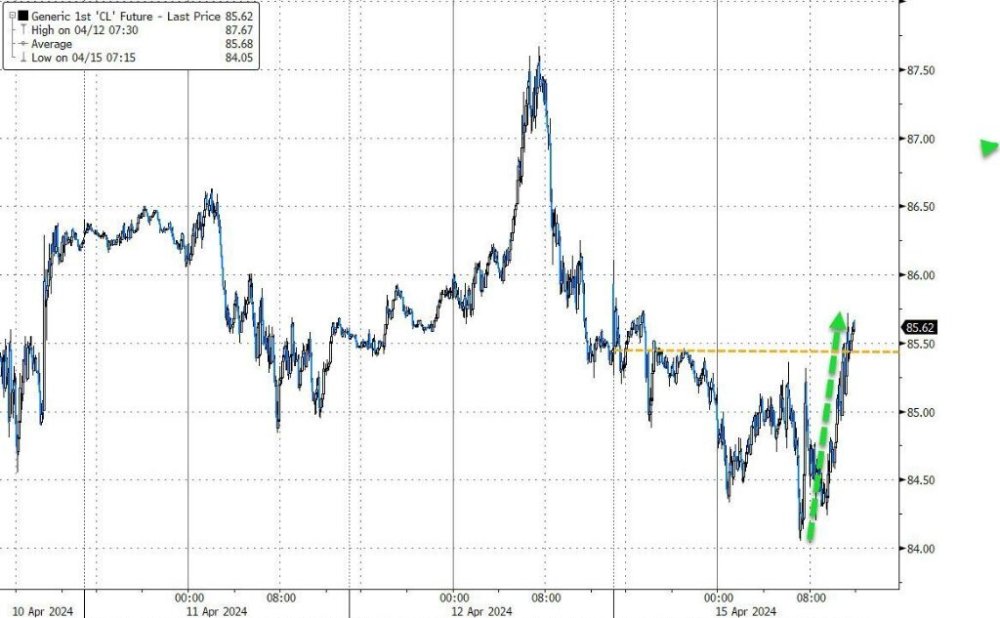 Generic 1st 'CL' Future - Last Price 85.62
High on 04/12 07:30 87.67
Average 85.68
Low on 04/15 07:15 84.05
87.50
87.00
86.50
86.00
85.62
85.50
85.00
84.50
84.00
00:00 08:00 00:00 08:00 00:00 08:00
10 Apr 2024 11 Apr 2024 12 Apr 2024 15 Apr 2024